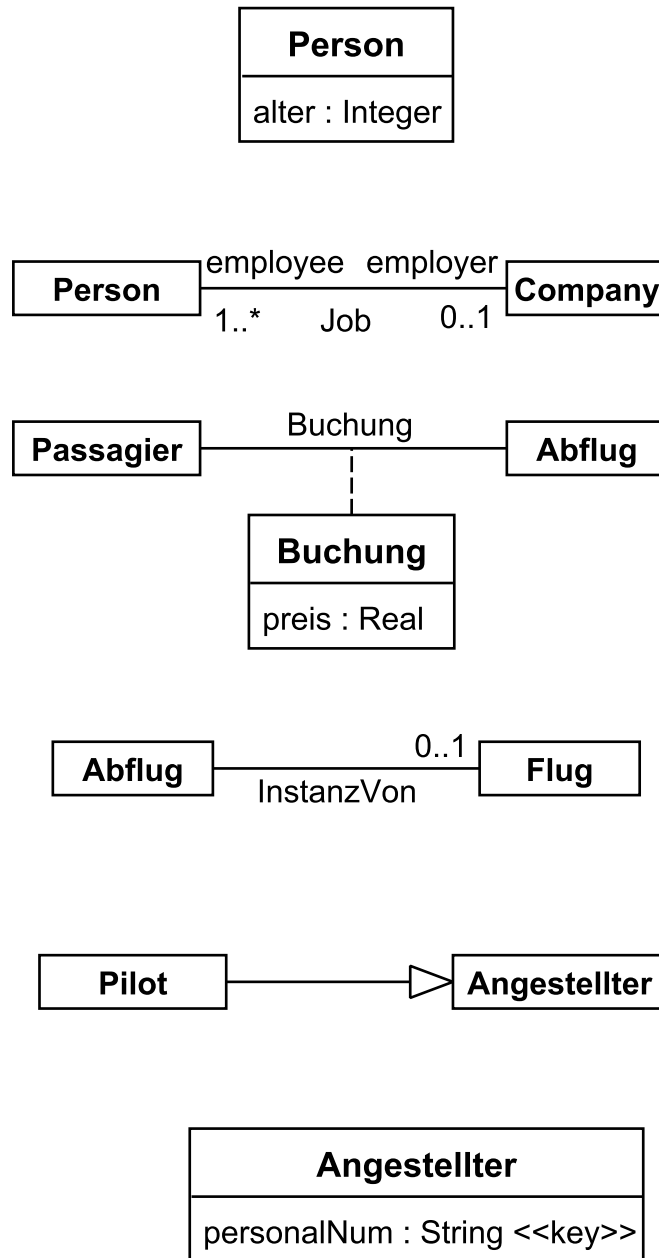 Person
alter : Integer
employee employer
Person Company
1..* Job 0..1
Buchung
Passagier Abflug
Buchung
preis : Real
0..1
Abflug Flug
InstanzVon
Pilot Angestellter
Angestellter
personalNum : String <<key>>